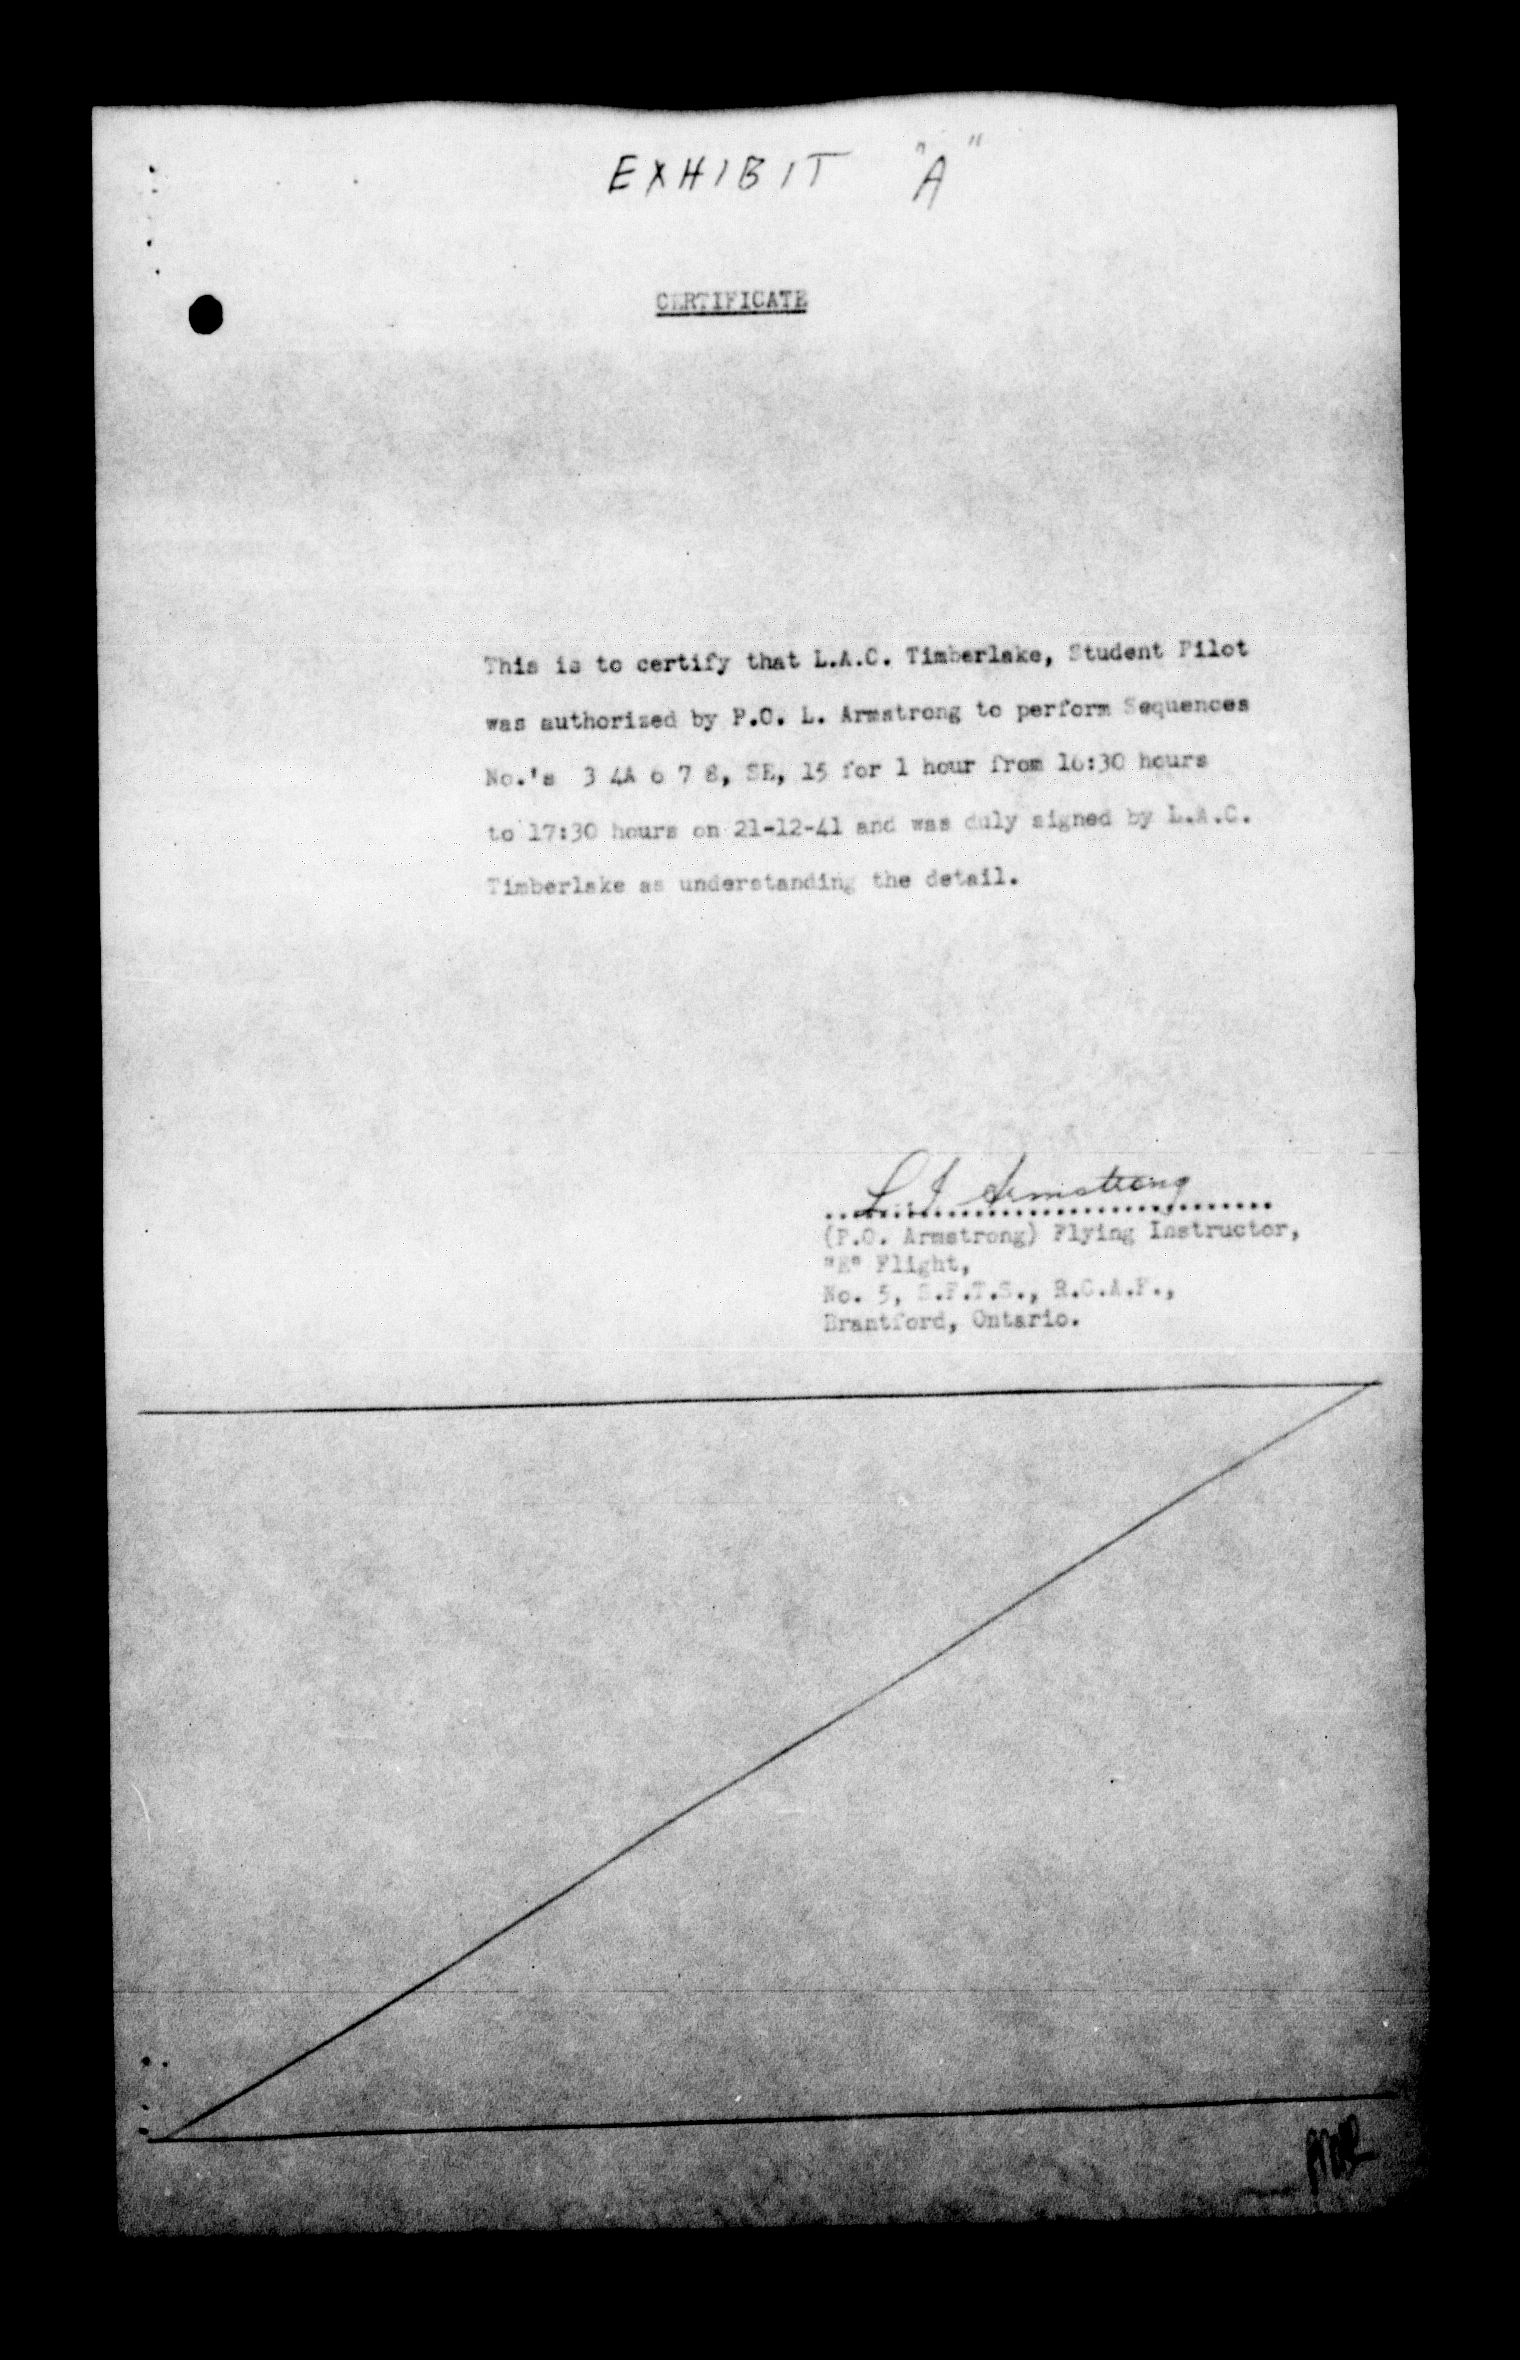 EXHIBIT "A"
CERTIFICATE
This is to certify that L.A.C. Timberlake, Student Pilot
was authorized by P.O. L. Armstrong to perform Sequences
No.'s 3 4A 6 7 8, SE, 15 for 1 hour from 16:30 hours
to 17:30 hours on 21-12-41 and was duly signed by L.A.C.
Timberlake as understanding the detail.
L J Armstrong
(P.O. Armstrong) Flying Instructor,
Flight,
No. 5, S.F.T.S., R.C.A.F.,
Brantford, Ontario.